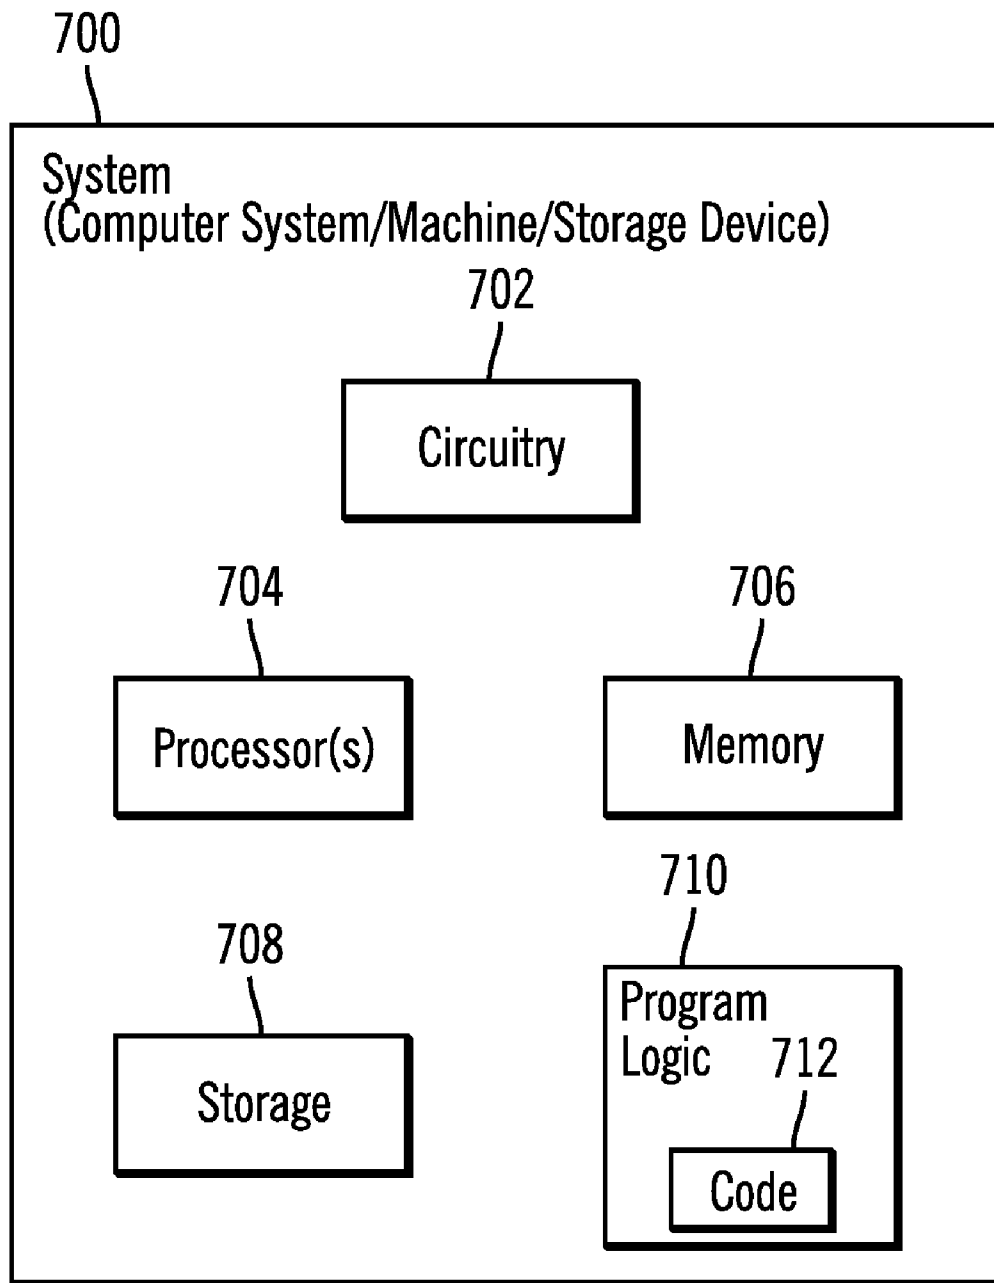 700
System
(Computer System/Machine/Storage Device)
702
Circuitry
704
706
Processor(s)
Memory
710
708
Program
Logic
712
Storage
Code